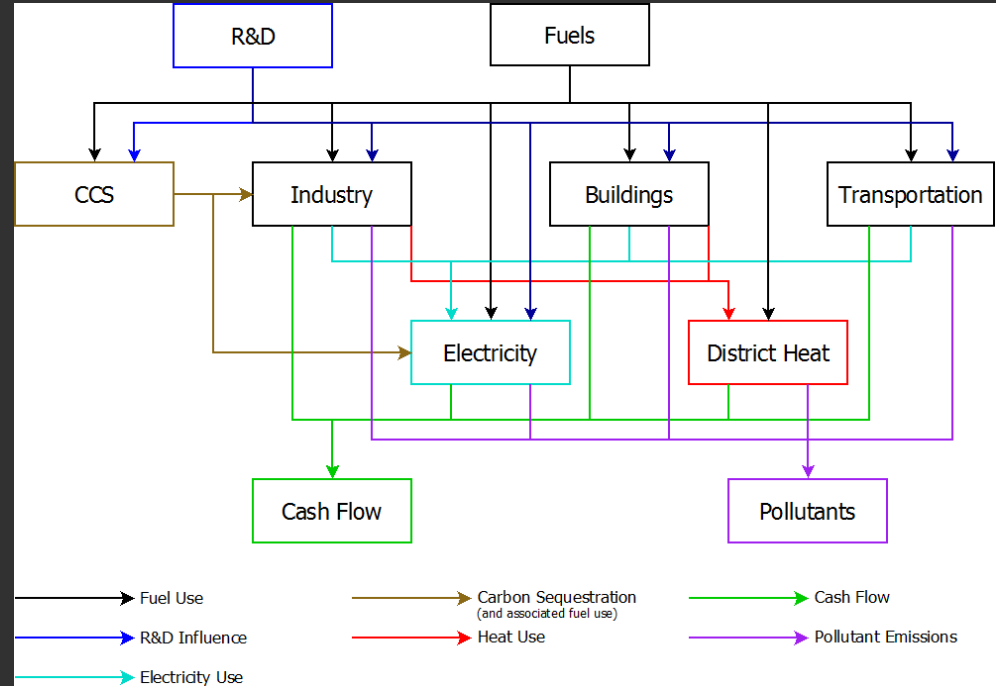 R&D
Fuels
CCS
Industry
Buildings
Transportation
Electricity
District Heat
Cash Flow
Pollutants
Fuel Use
Carbon Sequestration
(and associated fuel use)
Cash Flow
R&D Influence
Heat Use
Pollutant Emissions
Electricity Use